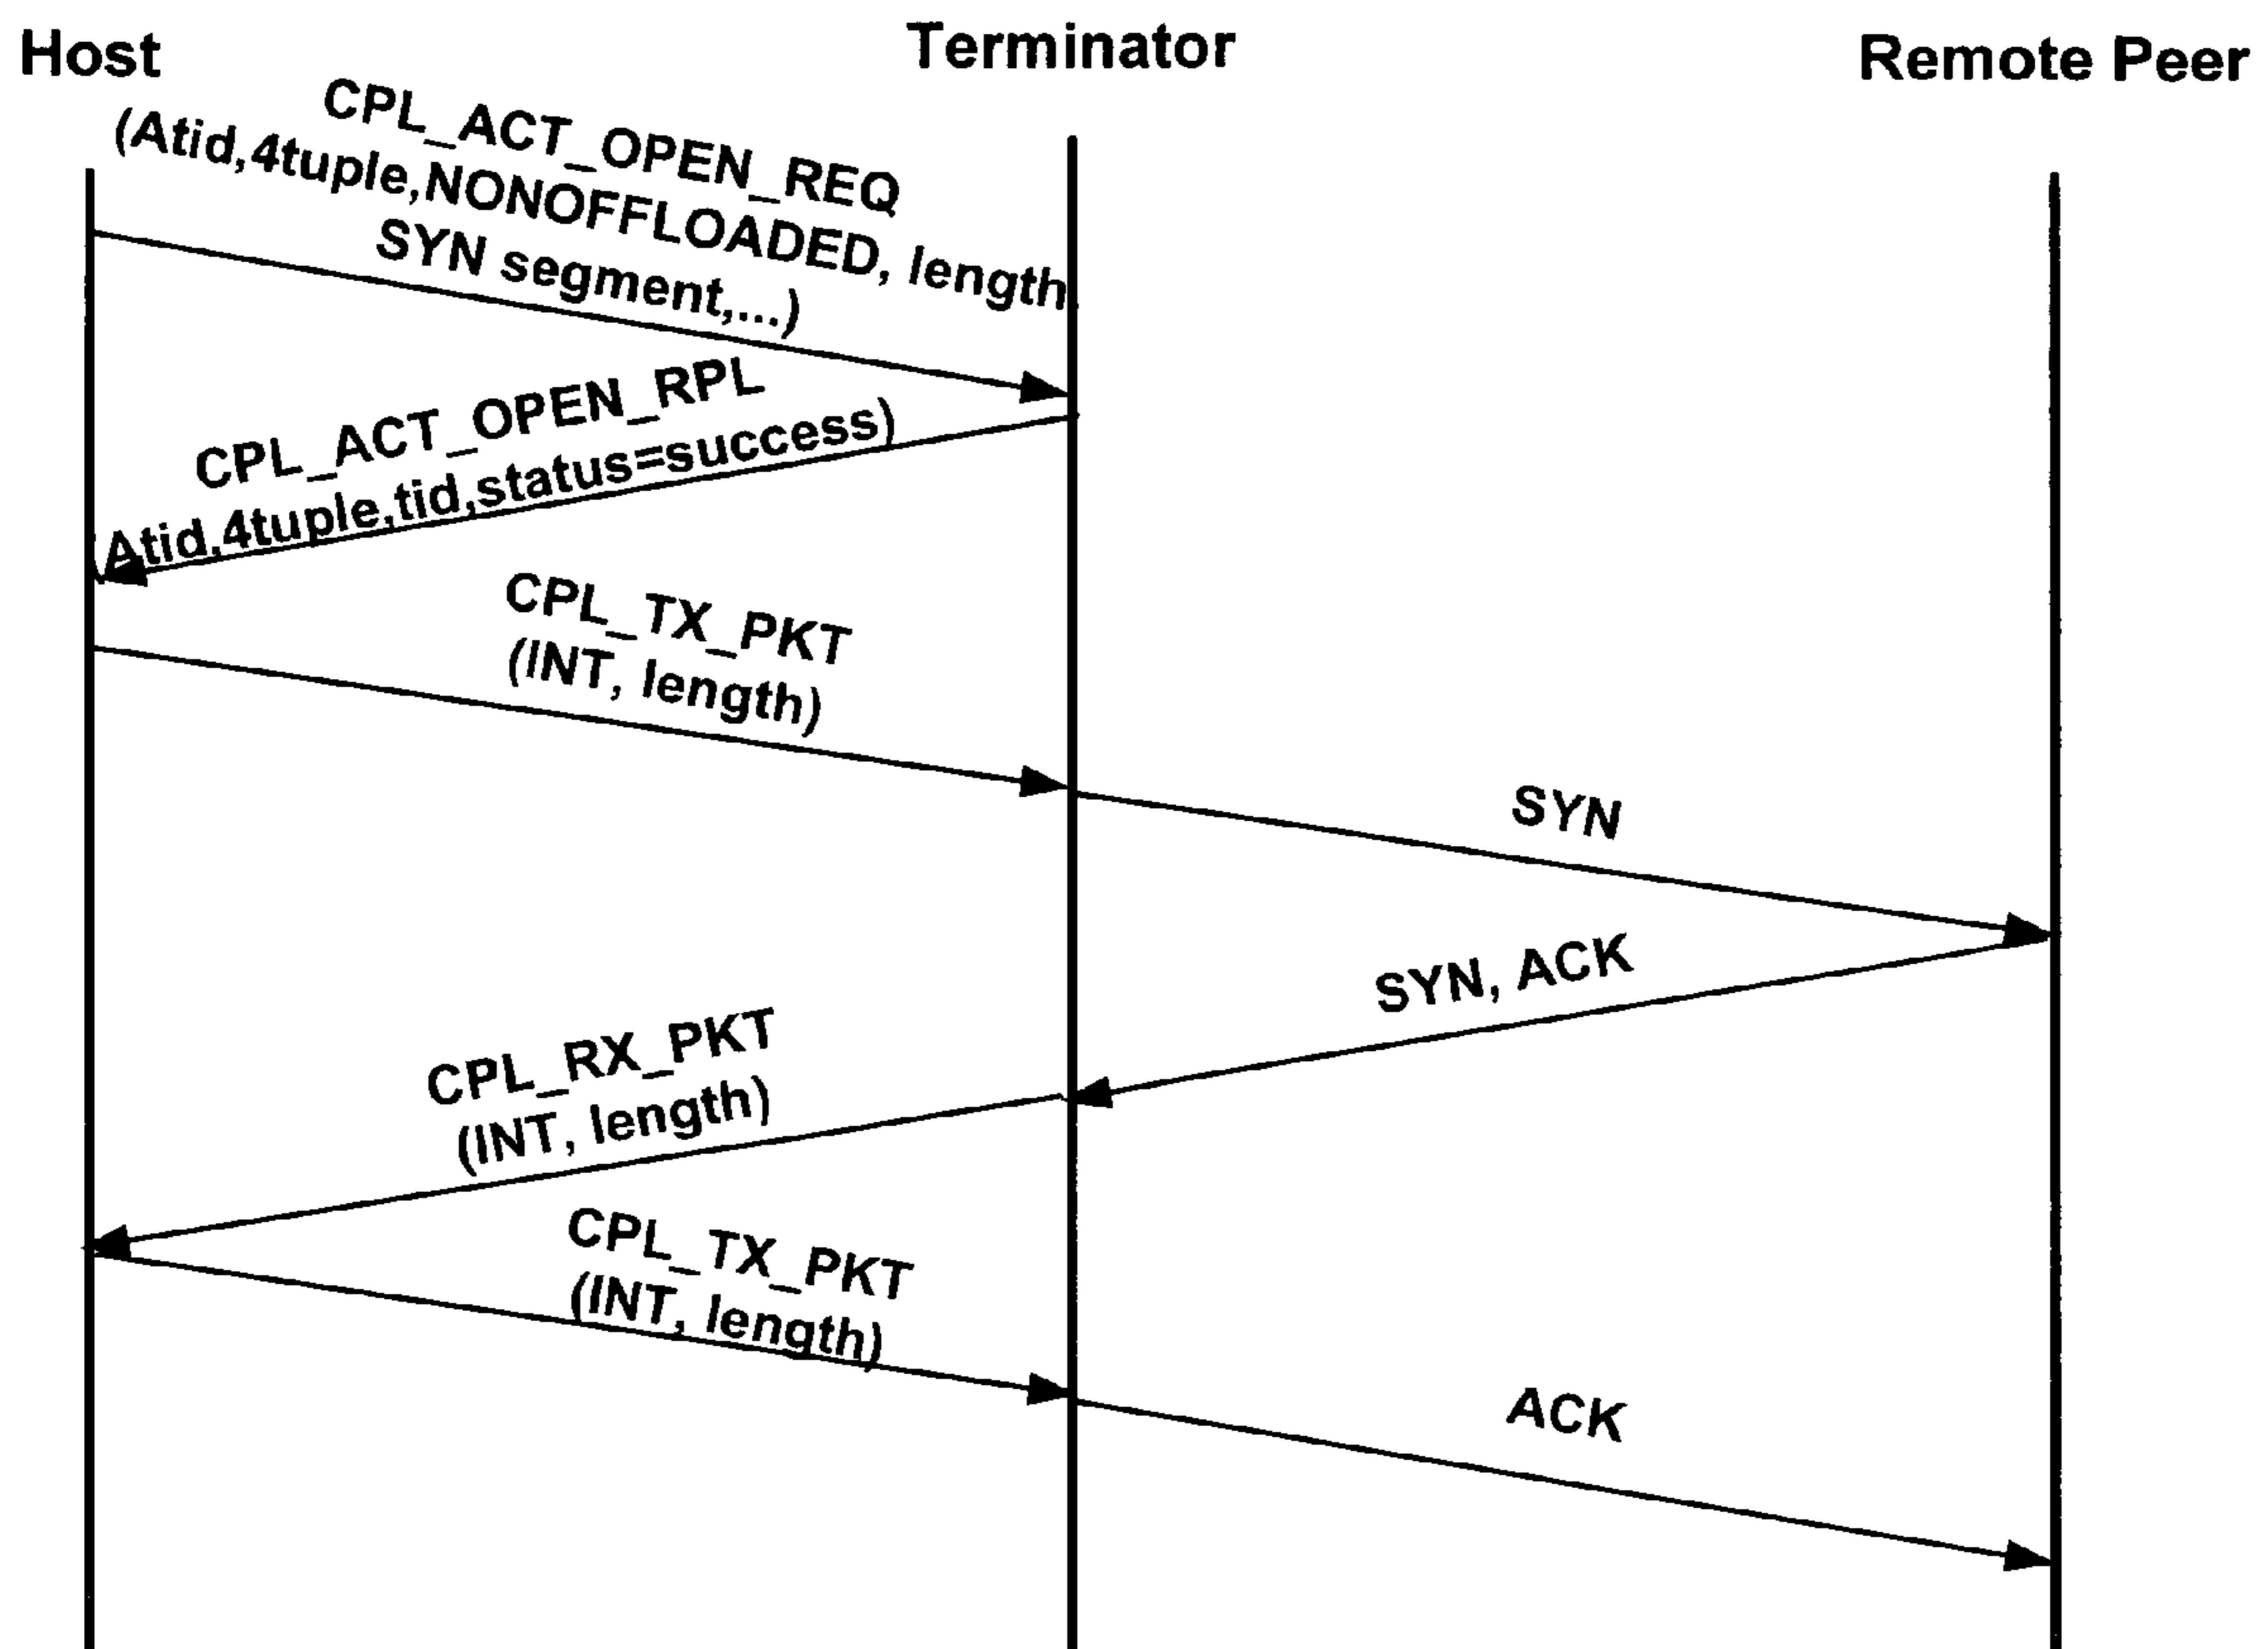 Host
Terminator
Remote Peer
CPL_ACT_OPEN_REQ
(Atid,4tuple,NONOFFLOADED, length
SYN segment,...)
CPL_ACT_OPEN_RPL
(Atid,4tuple,tid,status=success)
CPL_TX_PKT
(INT, length)
SYN
SYN, ACK
CPL_RX_PKT
(INT, length)
CPL_TX_PKT
(INT, length)
ACK